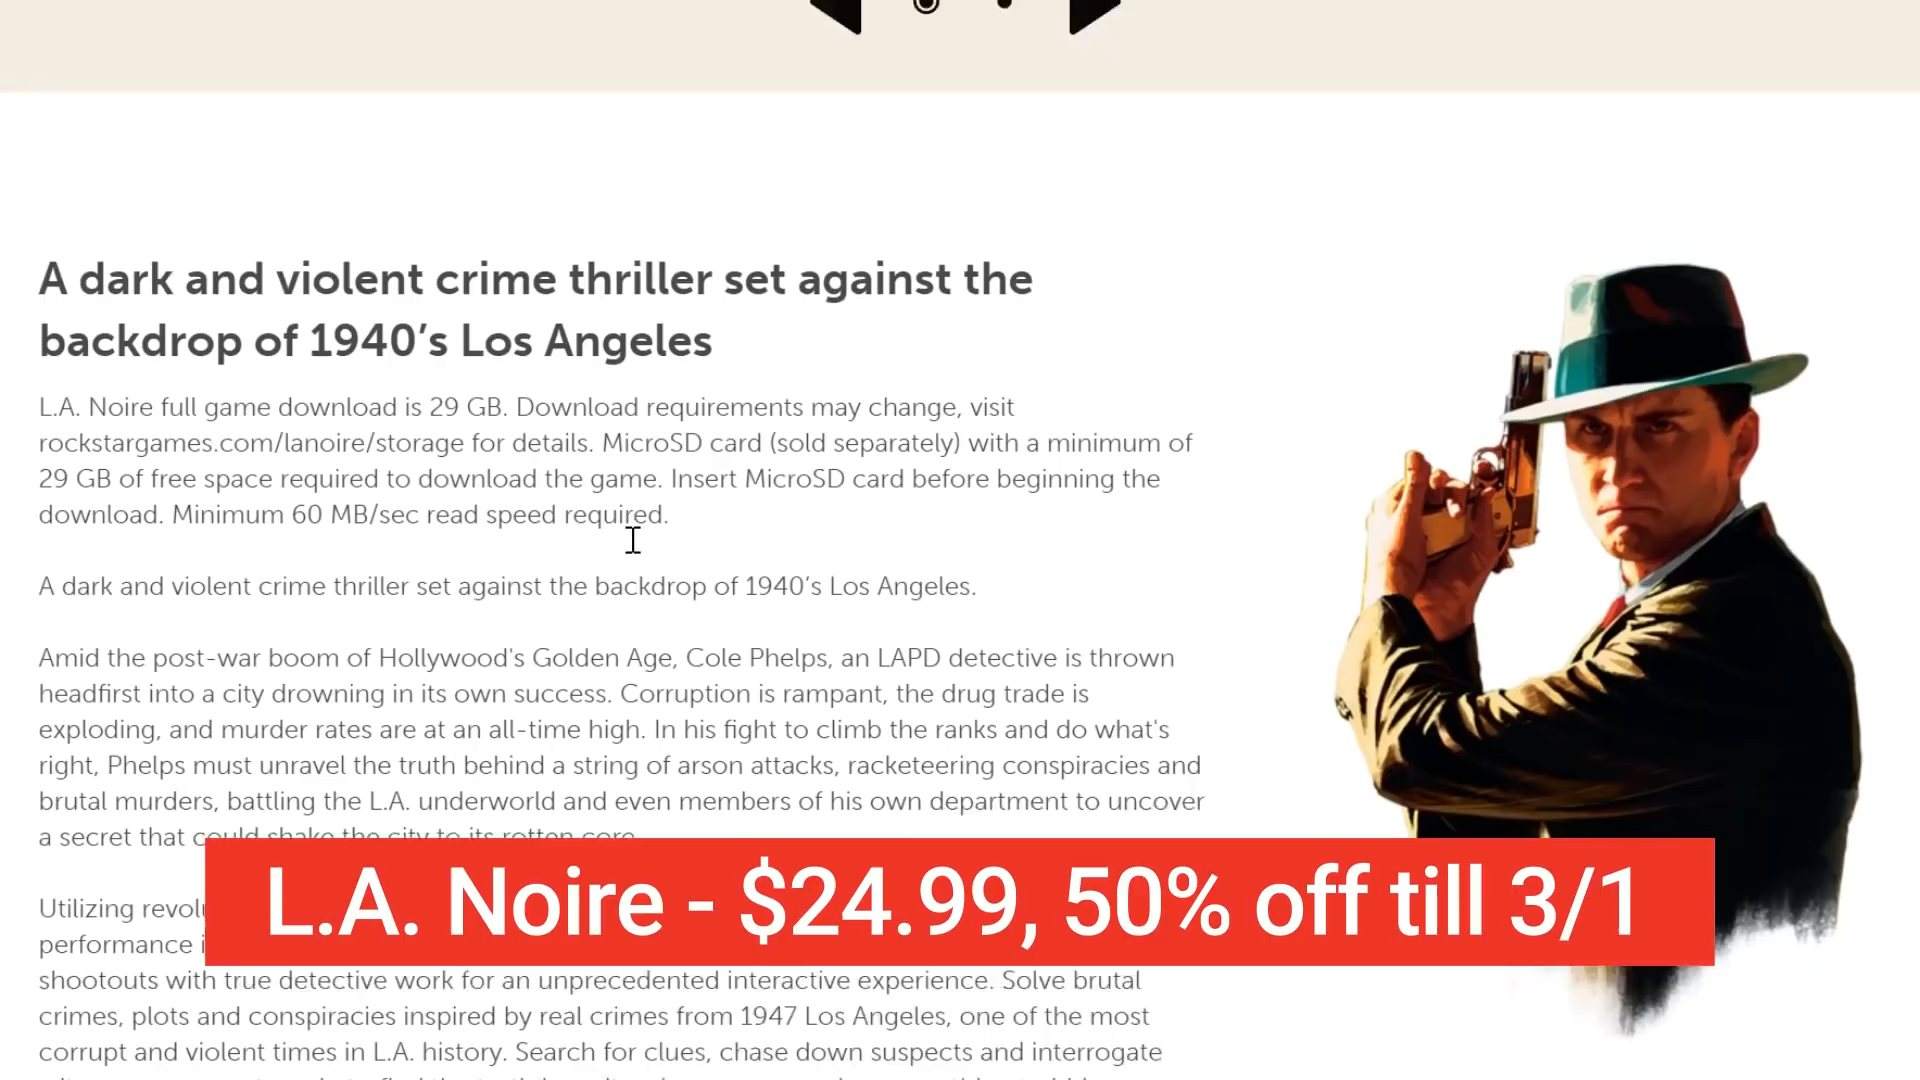 A dark and violent crime thriller set against the
backdrop of 1940’s Los Angeles
L.A. Noire full game download is 29 GB. Download requirements may change, visit
rockstargames.com/lanoire/storage for details. MicroSD card (sold separately) with a minimum of
29 GB of free space required to download the game. Insert MicroSD card before beginning the
download. Minimum 60 MB/sec read speed required.
A dark and violent crime thriller set against the backdrop of 1940’s Los Angeles.
Amid the post-war boom of Hollywood's Golden Age, Cole Phelps, an LAPD detective is thrown
headfirst into a city drowning in its own success. Corruption is rampant, the drug trade is
exploding, and murder rates are at an all-time high. In his fight to climb the ranks and do what's
right, Phelps must unravel the truth behind a string of arson attacks, racketeering conspiracies and
brutal murders, battling the L.A. underworld and even members of his own department to uncover
a secret that could shake the city to its rotten core.
L.A. Noire - $24.99, 50% off till 3/1
Utilizing
performance
shootouts with true detective work for an unprecedented interactive experience. Solve brutal
crimes, plots and conspiracies inspired by real crimes from 1947 Los Angeles, one of the most
corrupt and violent times in L.A. history. Search for clues, chase down suspects and interrogate